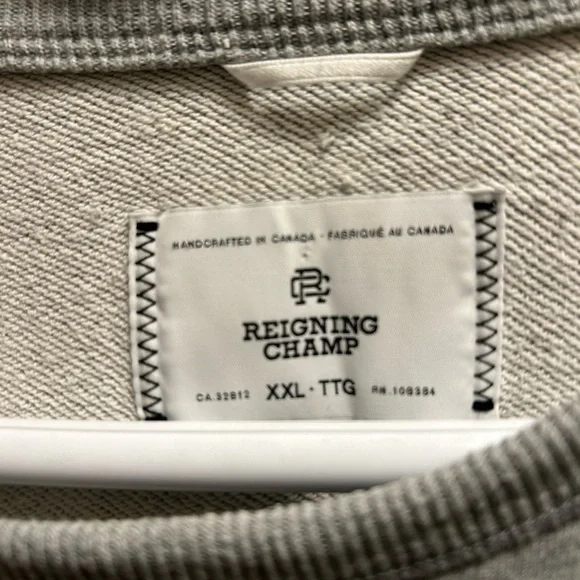 HANDCRAFTED IN CANADA · FABRIQUÉ AU CANADA
RC
REIGNING
CHAMP
CA.32812 XXL · TTG RN.108384